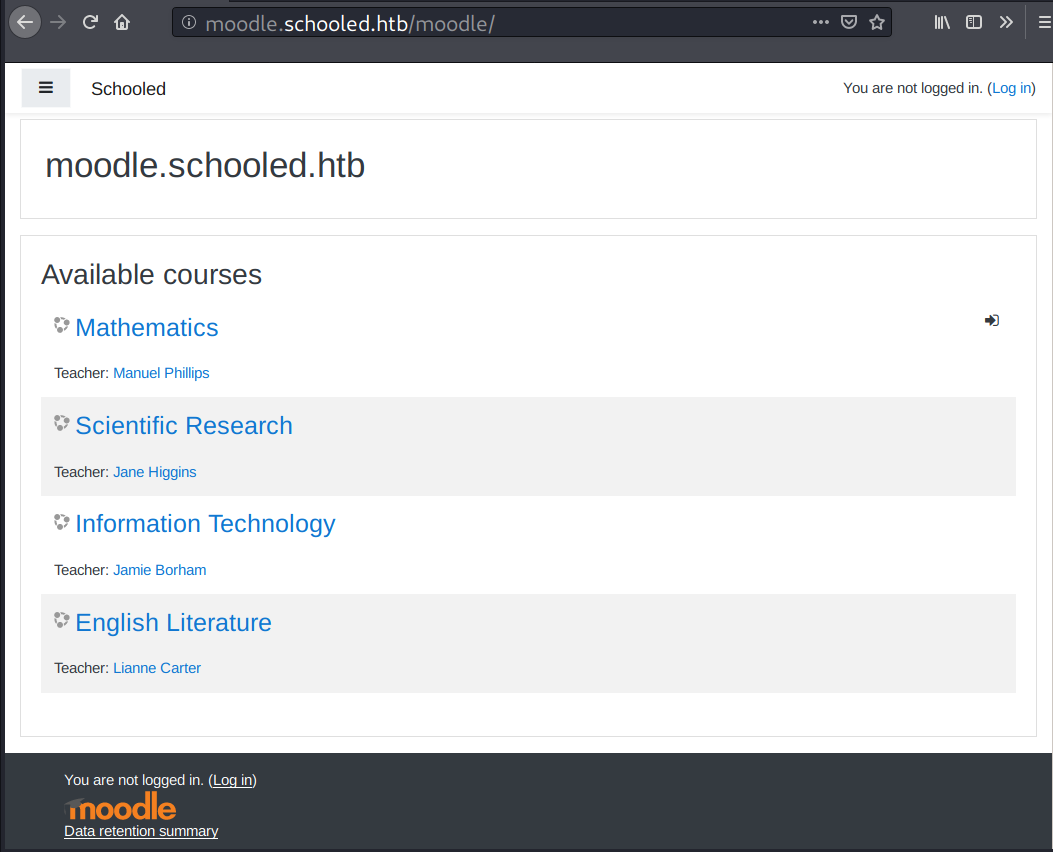 moodle.schooled.htb/moodle/
Schooled
You are not logged in. (Log in)
moodle.schooled.htb
Available courses
Mathematics
Teacher: Manuel Phillips
Scientific Research
Teacher: Jane Higgins
Information Technology
Teacher: Jamie Borham
English Literature
Teacher: Lianne Carter
You are not logged in. (Log in)
moodle
Data retention summary